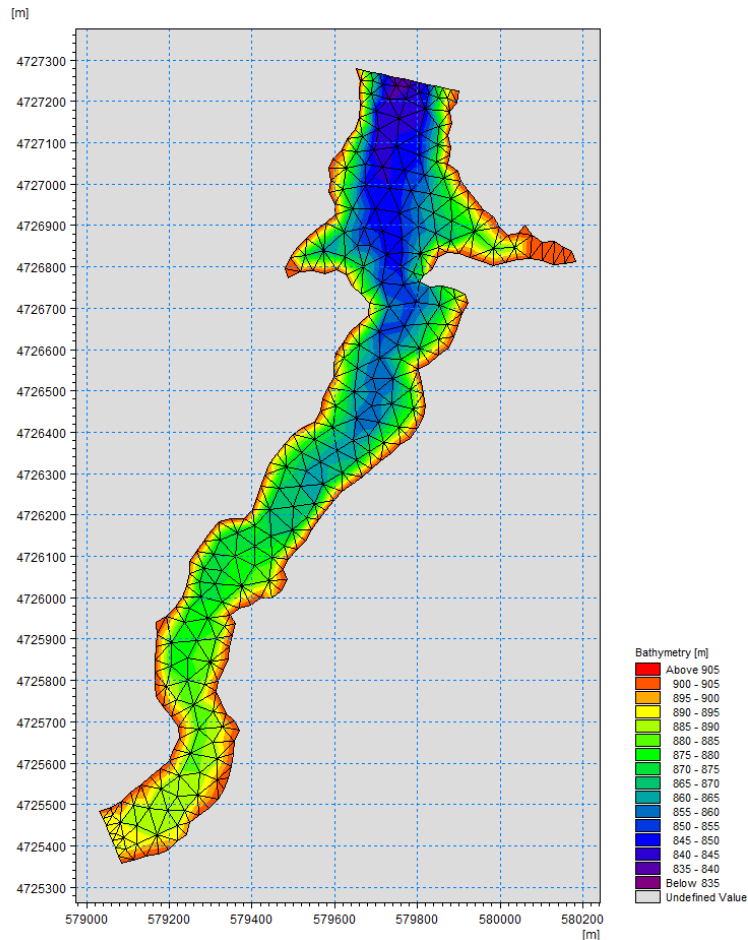 [m]
4727300
4727200
4727100
4727000
4726900
4726800
4726700
4726600
4726500
4726400
4726300
4726200
4726100
4726000
4725900
4725800
4725700
4725600
4725500
4725400
4725300
579000 579200 579400 579600 579800 580000 580200
[m]
Bathymetry [m]
Above 905
900 - 905
895 - 900
890 - 895
885 - 890
880 - 885
875 - 880
870 - 875
865 - 870
860 - 865
855 - 860
850 - 855
845 - 850
840 - 845
835 - 840
Below 835
Undefined Value